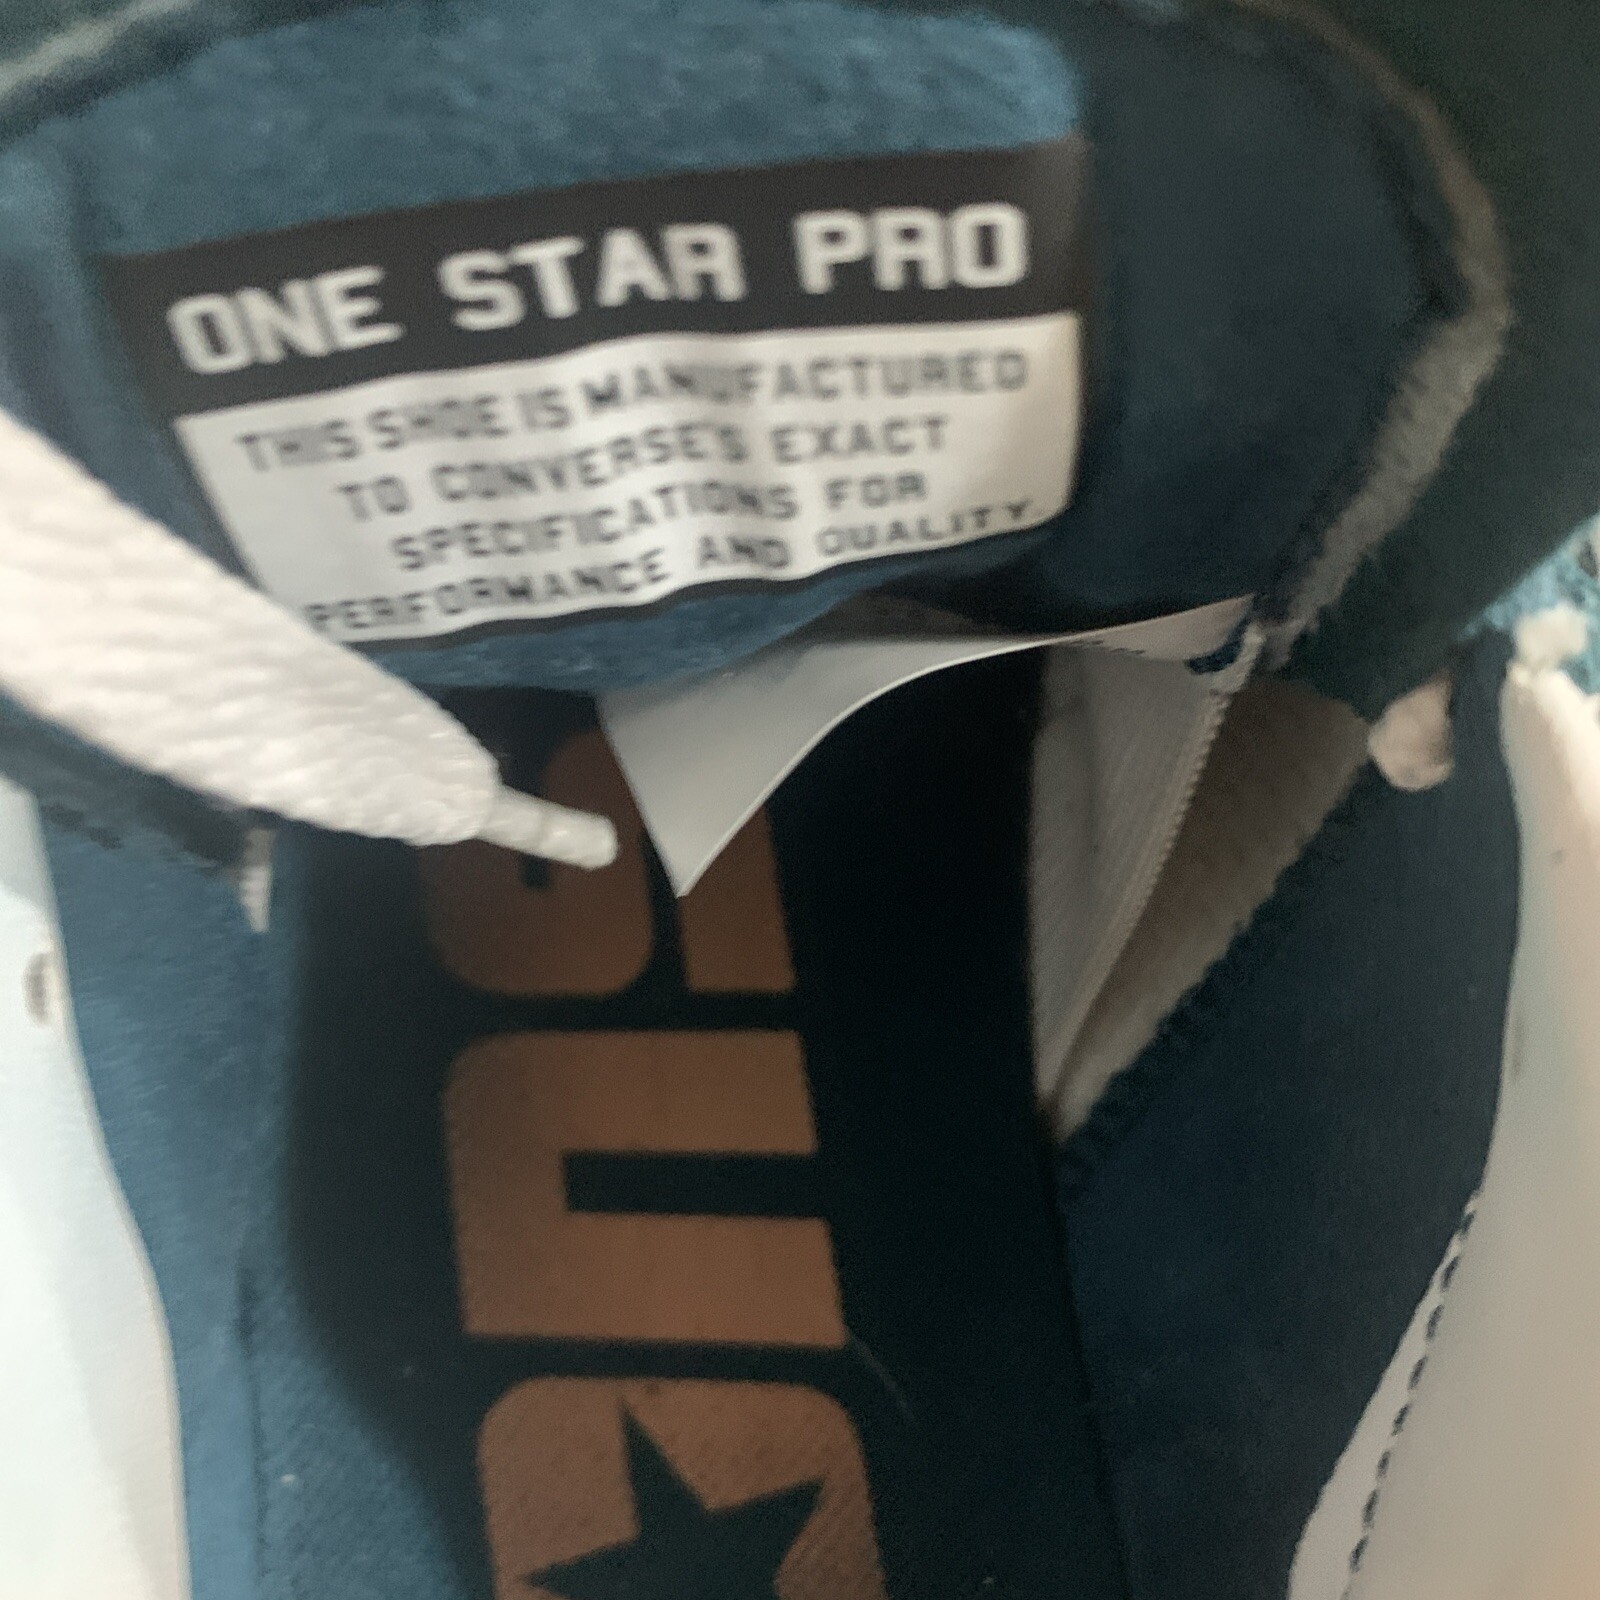 ONE STAR PRO
THIS SHOE IS MANUFACTURED
TO CONVERSE'S EXACT
SPECIFICATIONS FOR
PERFORMANCE AND QUALITY.